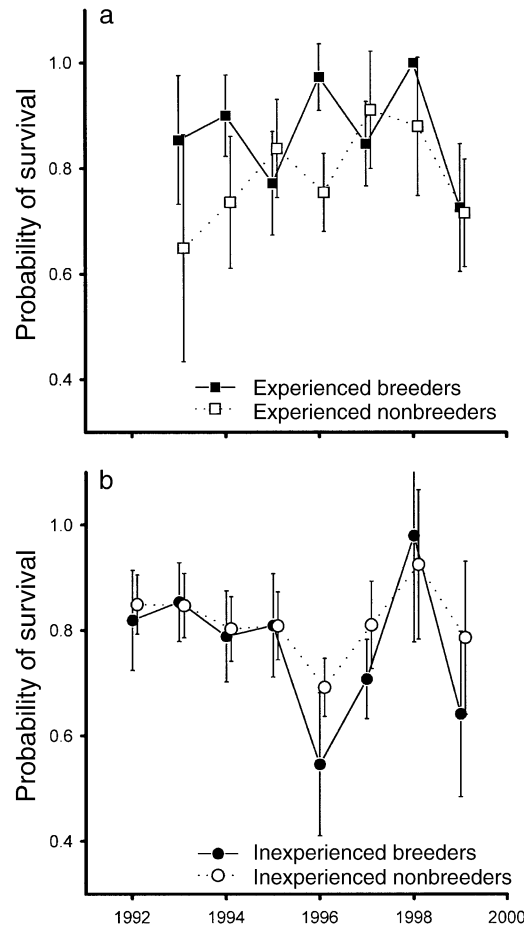 a
Probability of survival
1.0
0.8
0.6
0.4
Experienced breeders
Experienced nonbreeders
b
Probability of survival
1.0
0.8
0.6
0.4
Inexperienced breeders
Inexperienced nonbreeders
1992 1994 1996 1998 2000